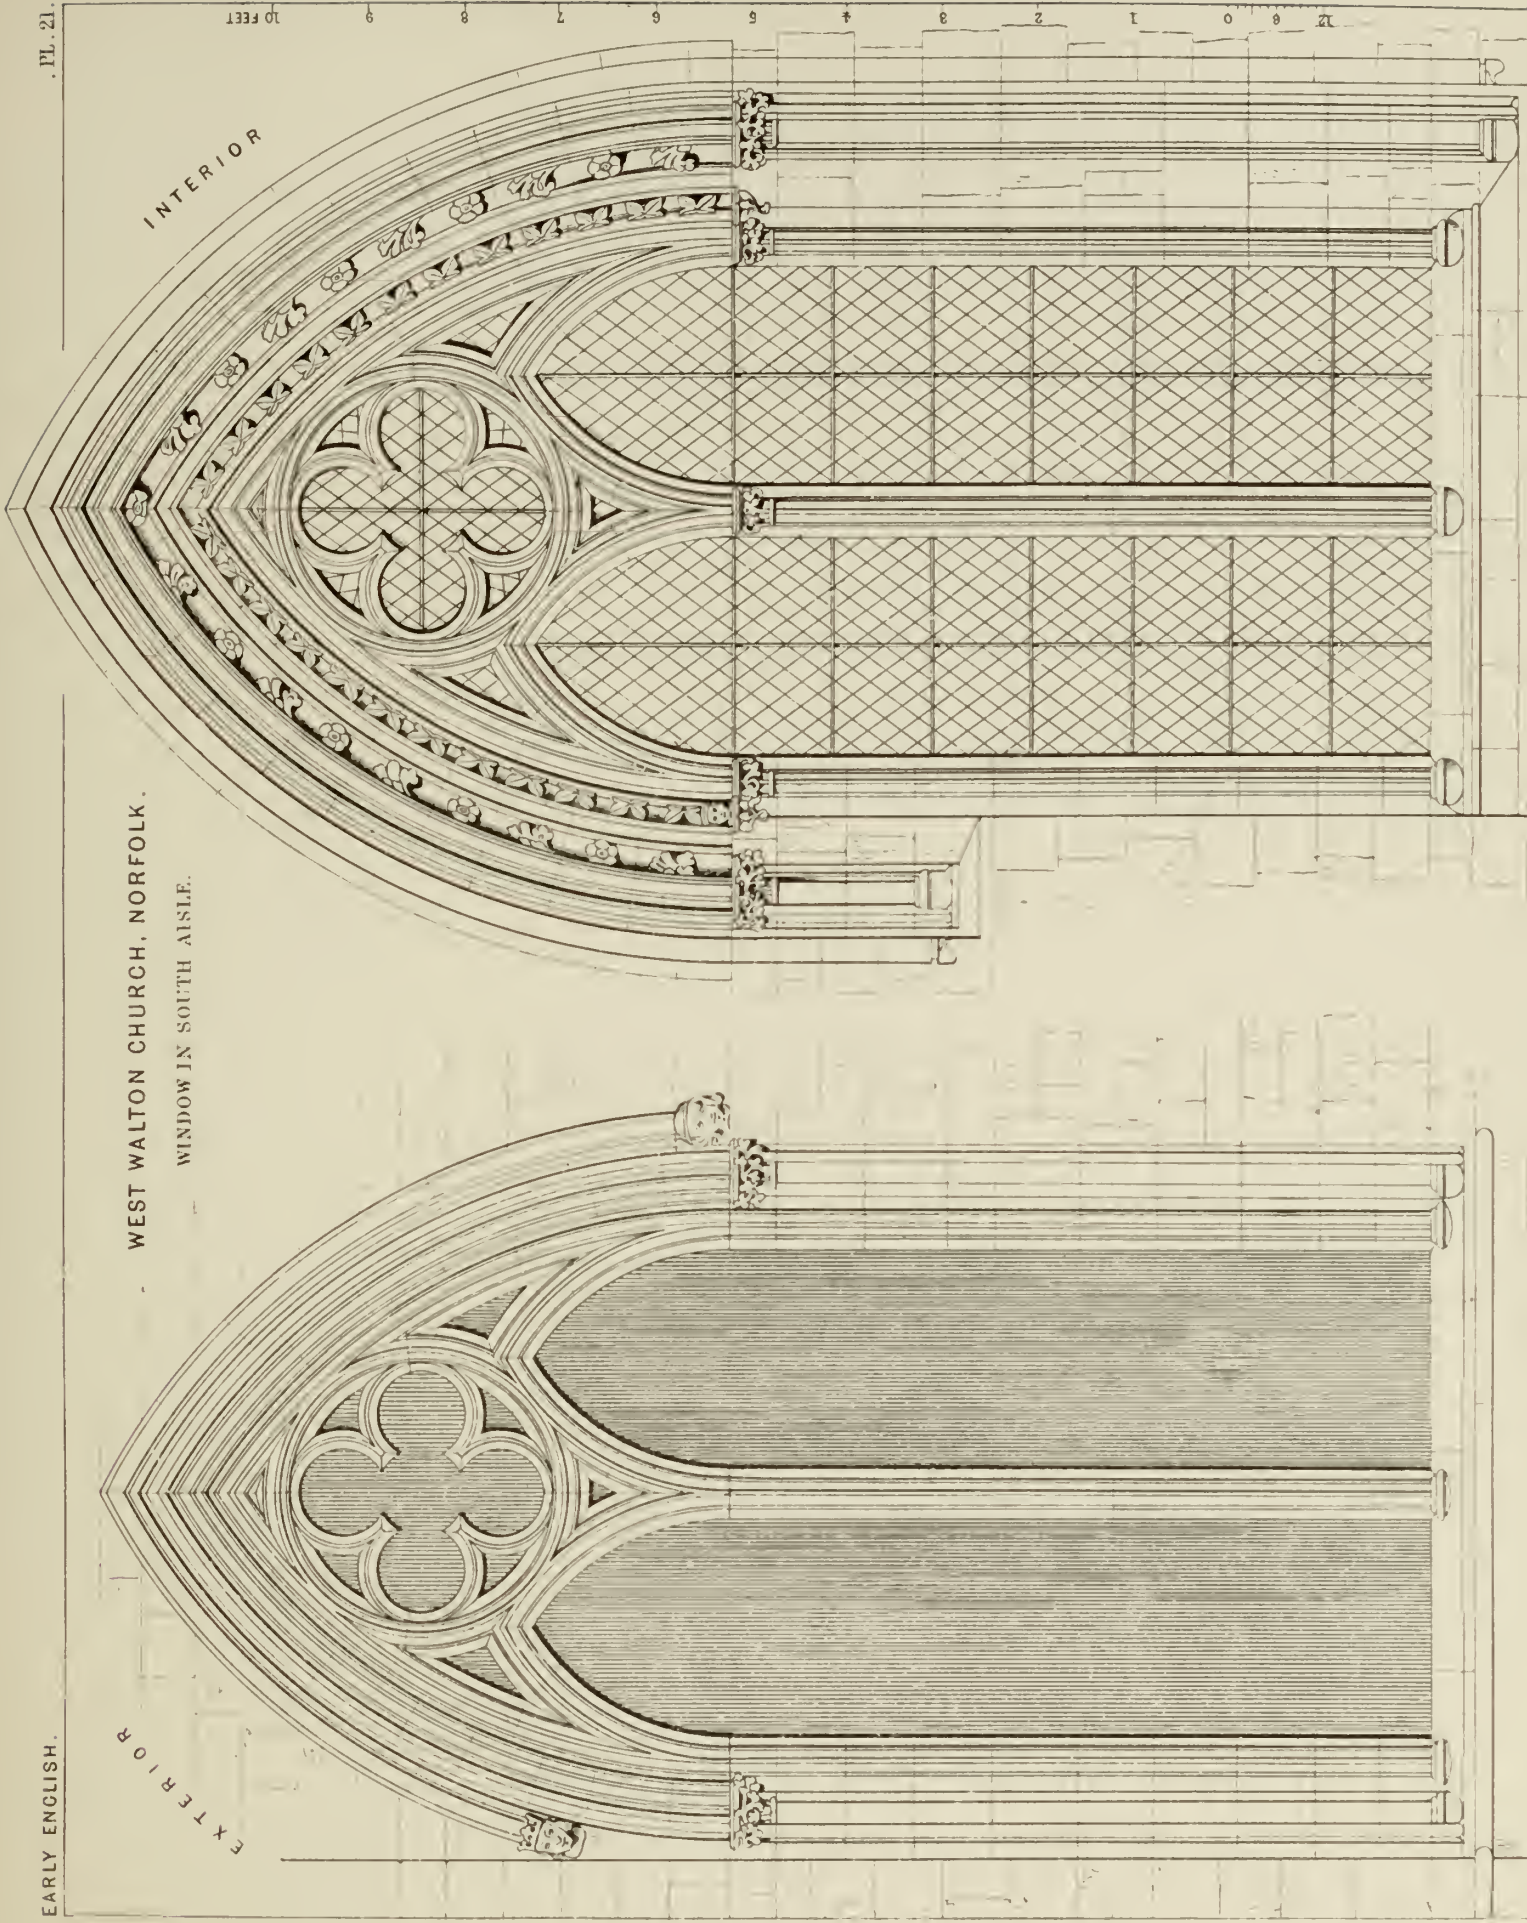 EARLY ENGLISH.
PL. 21.
WEST WALTON CHURCH, NORFOLK.
WINDOW IN SOUTH AISLE.
EXTERIOR
INTERIOR
12 6 0 1 2 3 4 5 6 7 8 9 10 FEET